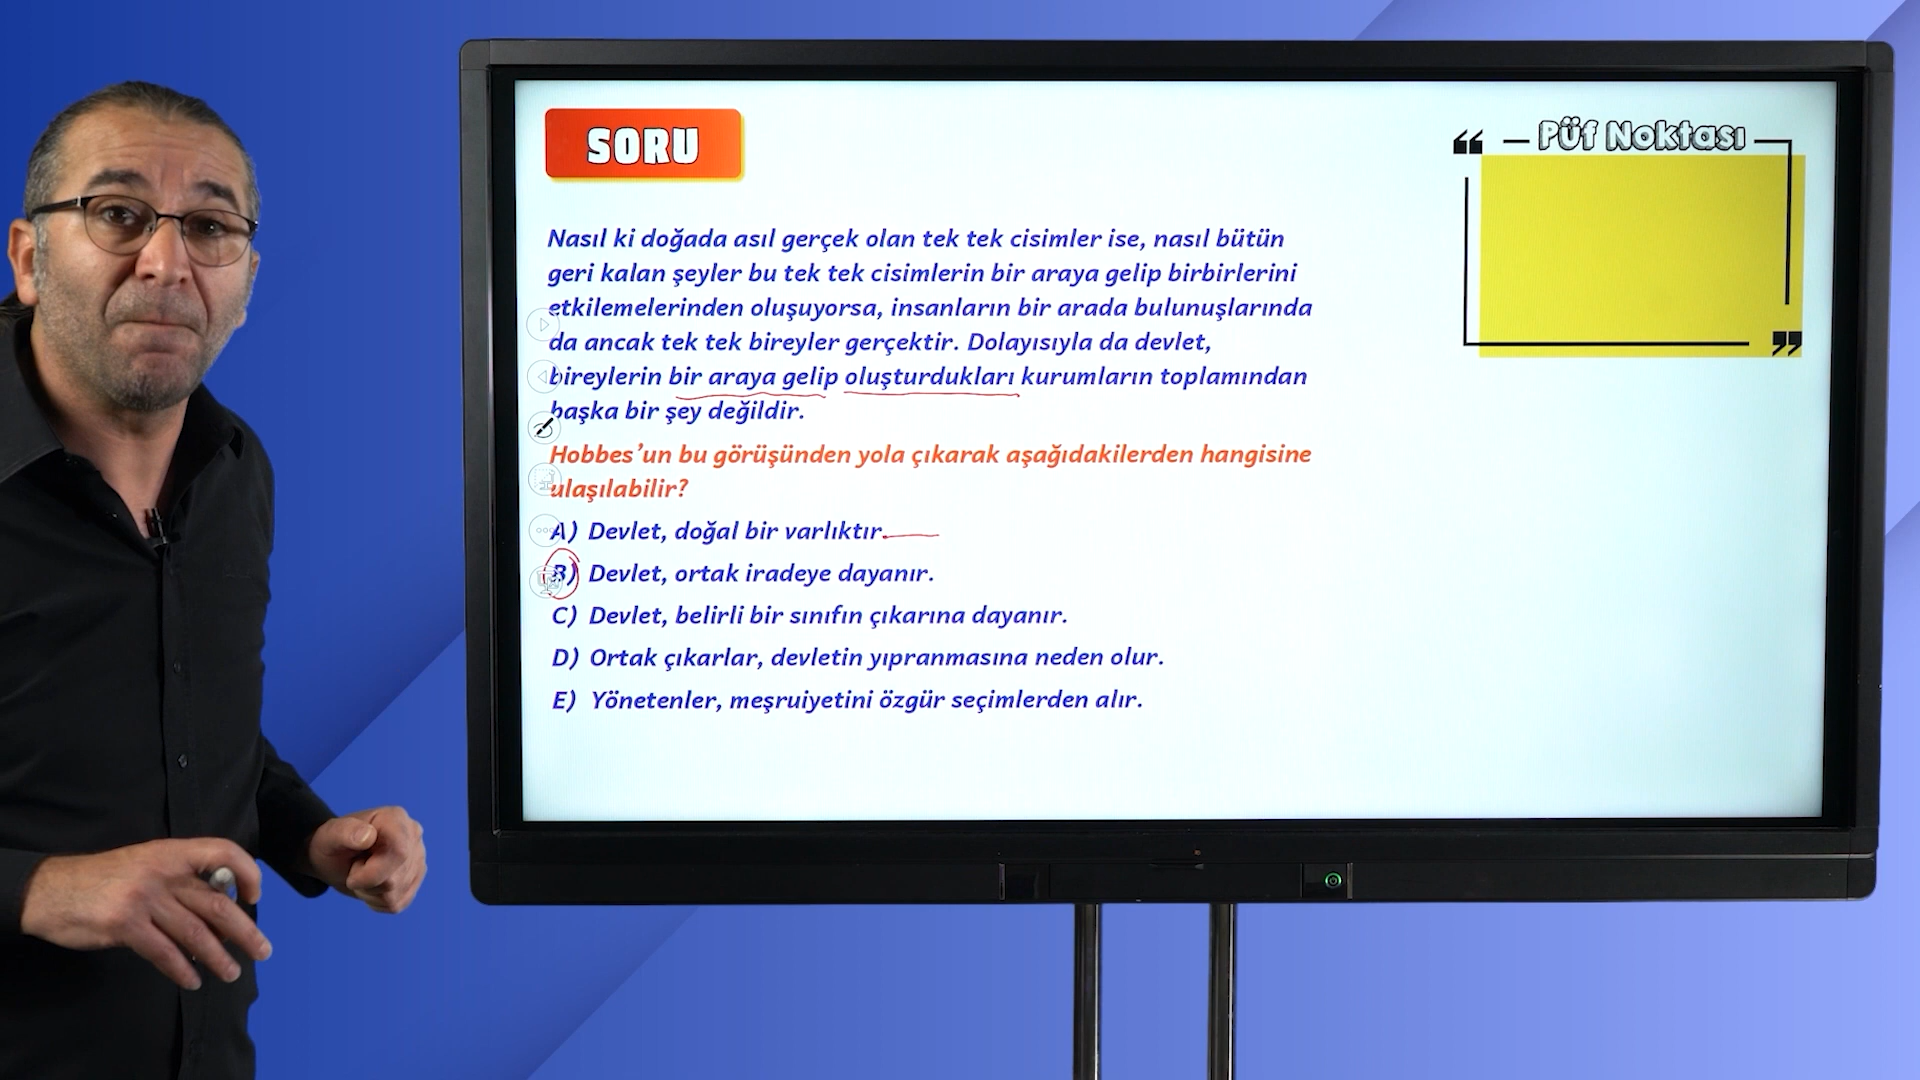 SORU
Püf Noktası
Nasıl ki doğada asıl gerçek olan tek tek cisimler ise, nasıl bütün
geri kalan şeyler bu tek tek cisimlerin bir araya gelip birbirlerini
etkilemelerinden oluşuyorsa, insanların bir arada bulunuşlarında
da ancak tek tek bireyler gerçektir. Dolayısıyla da devlet,
bireylerin bir araya gelip oluşturdukları kurumların toplamından
başka bir şey değildir.
Hobbes’un bu görüşünden yola çıkarak aşağıdakilerden hangisine
ulaşılabilir?
A) Devlet, doğal bir varlıktır.
B) Devlet, ortak iradeye dayanır.
C) Devlet, belirli bir sınıfın çıkarına dayanır.
D) Ortak çıkarlar, devletin yıpranmasına neden olur.
E) Yönetenler, meşruiyetini özgür seçimlerden alır.